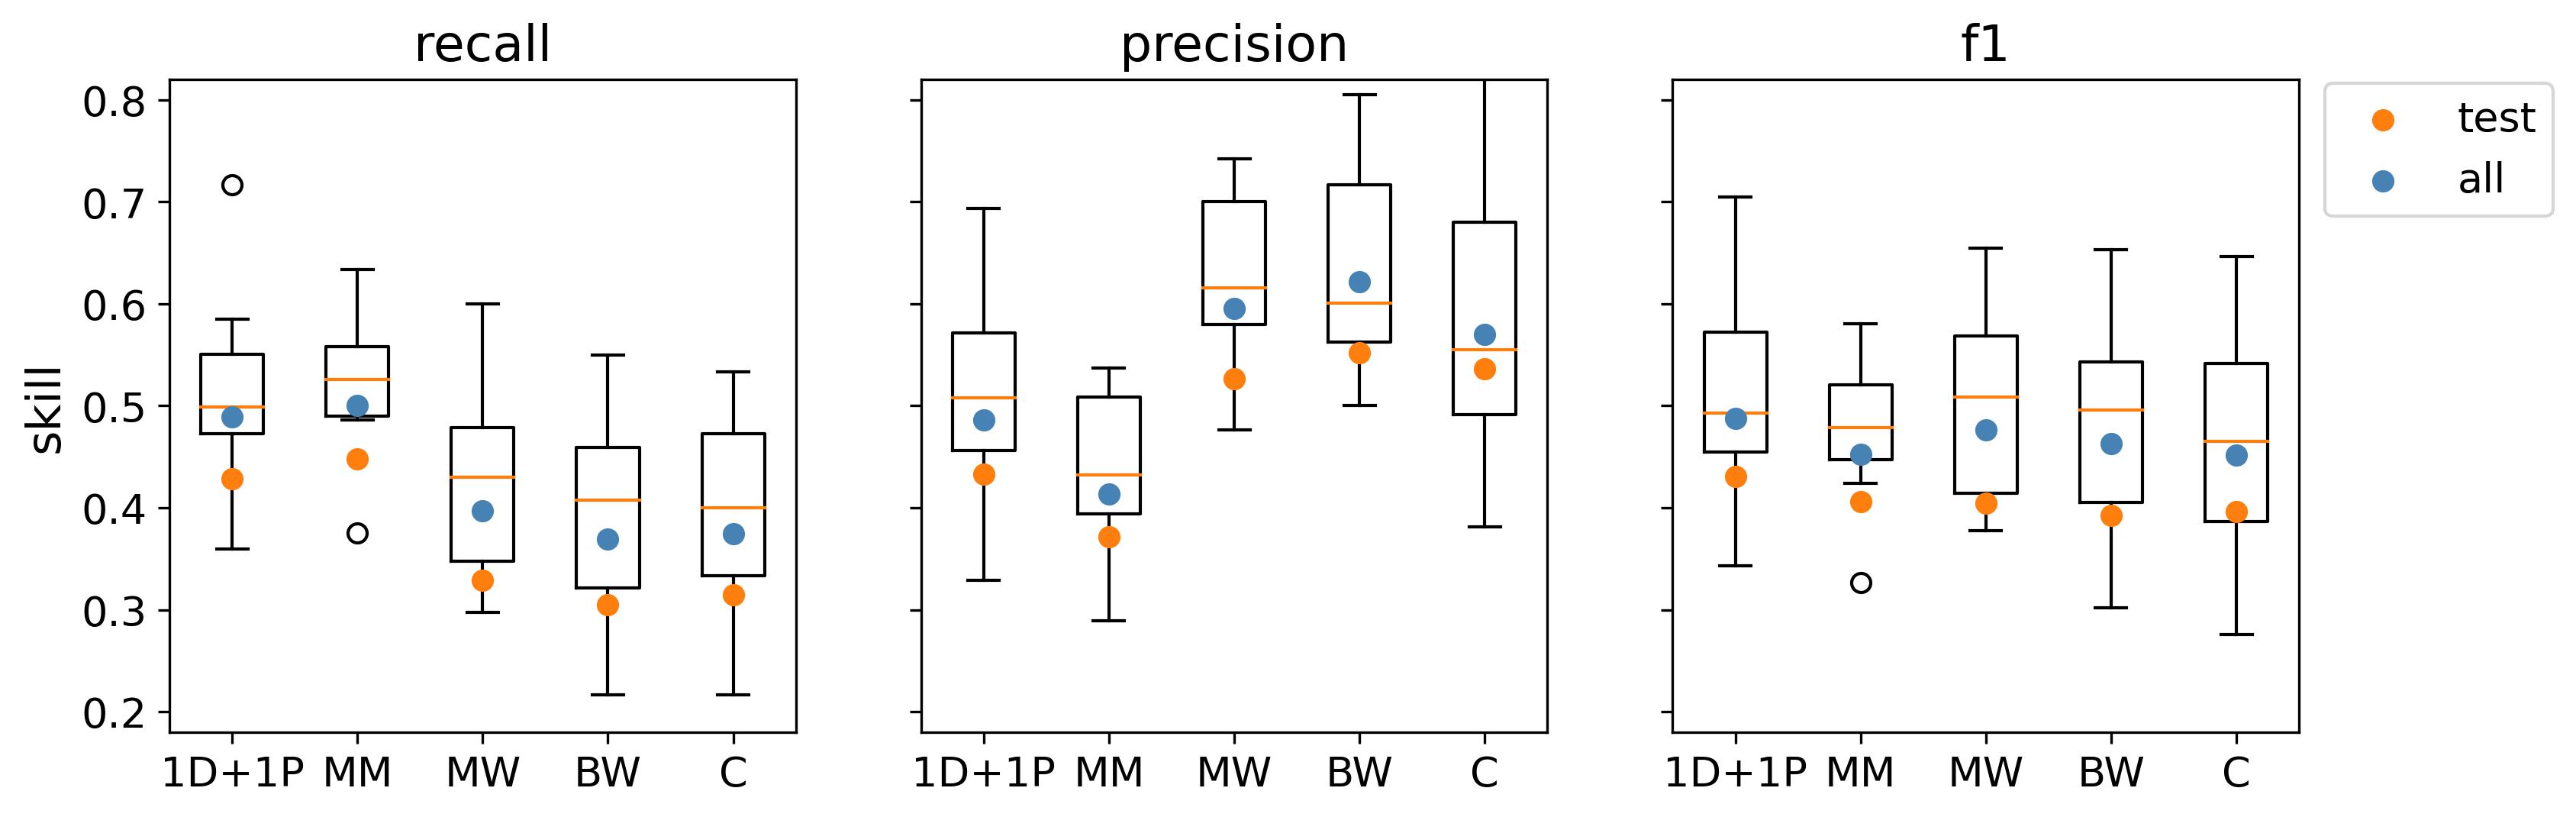 recall
precision
f1
skill
0.8
0.7
0.6
0.5
0.4
0.3
0.2
1D+1P MM MW BW C
1D+1P MM MW BW C
1D+1P MM MW BW C
test
all